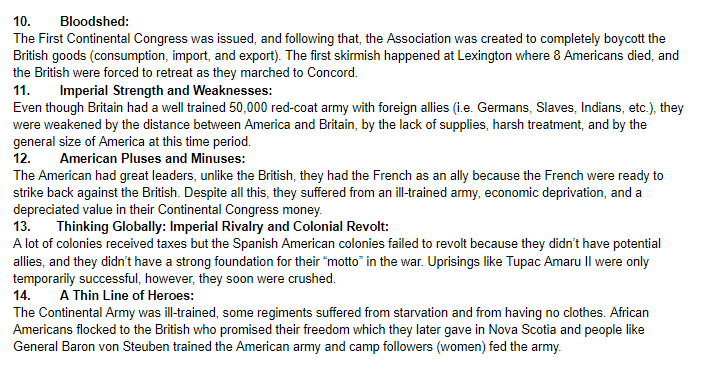 10. Bloodshed:
The First Continental Congress was issued, and following that, the Association was created to completely boycott the
British goods (consumption, import, and export). The first skirmish happened at Lexington where 8 Americans died, and
the British were forced to retreat as they marched to Concord.
11. Imperial Strength and Weaknesses:
Even though Britain had a well trained 50,000 red-coat army with foreign allies (i.e. Germans, Slaves, Indians, etc.), they
were weakened by the distance between America and Britain, by the lack of supplies, harsh treatment, and by the
general size of America at this time period.
12. American Pluses and Minuses:
The American had great leaders, unlike the British, they had the French as an ally because the French were ready to
strike back against the British. Despite all this, they suffered from an ill-trained army, economic deprivation, and a
depreciated value in their Continental Congress money.
13. Thinking Globally: Imperial Rivalry and Colonial Revolt:
A lot of colonies received taxes but the Spanish American colonies failed to revolt because they didn't have potential
allies, and they didn't have a strong foundation for their “motto” in the war. Uprisings like Tupac Amaru II were only
temporarily successful, however, they soon were crushed.
14. A Thin Line of Heroes:
The Continental Army was ill-trained, some regiments suffered from starvation and from having no clothes. African
Americans flocked to the British who promised their freedom which they later gave in Nova Scotia and people like
General Baron von Steuben trained the American army and camp followers (women) fed the army.